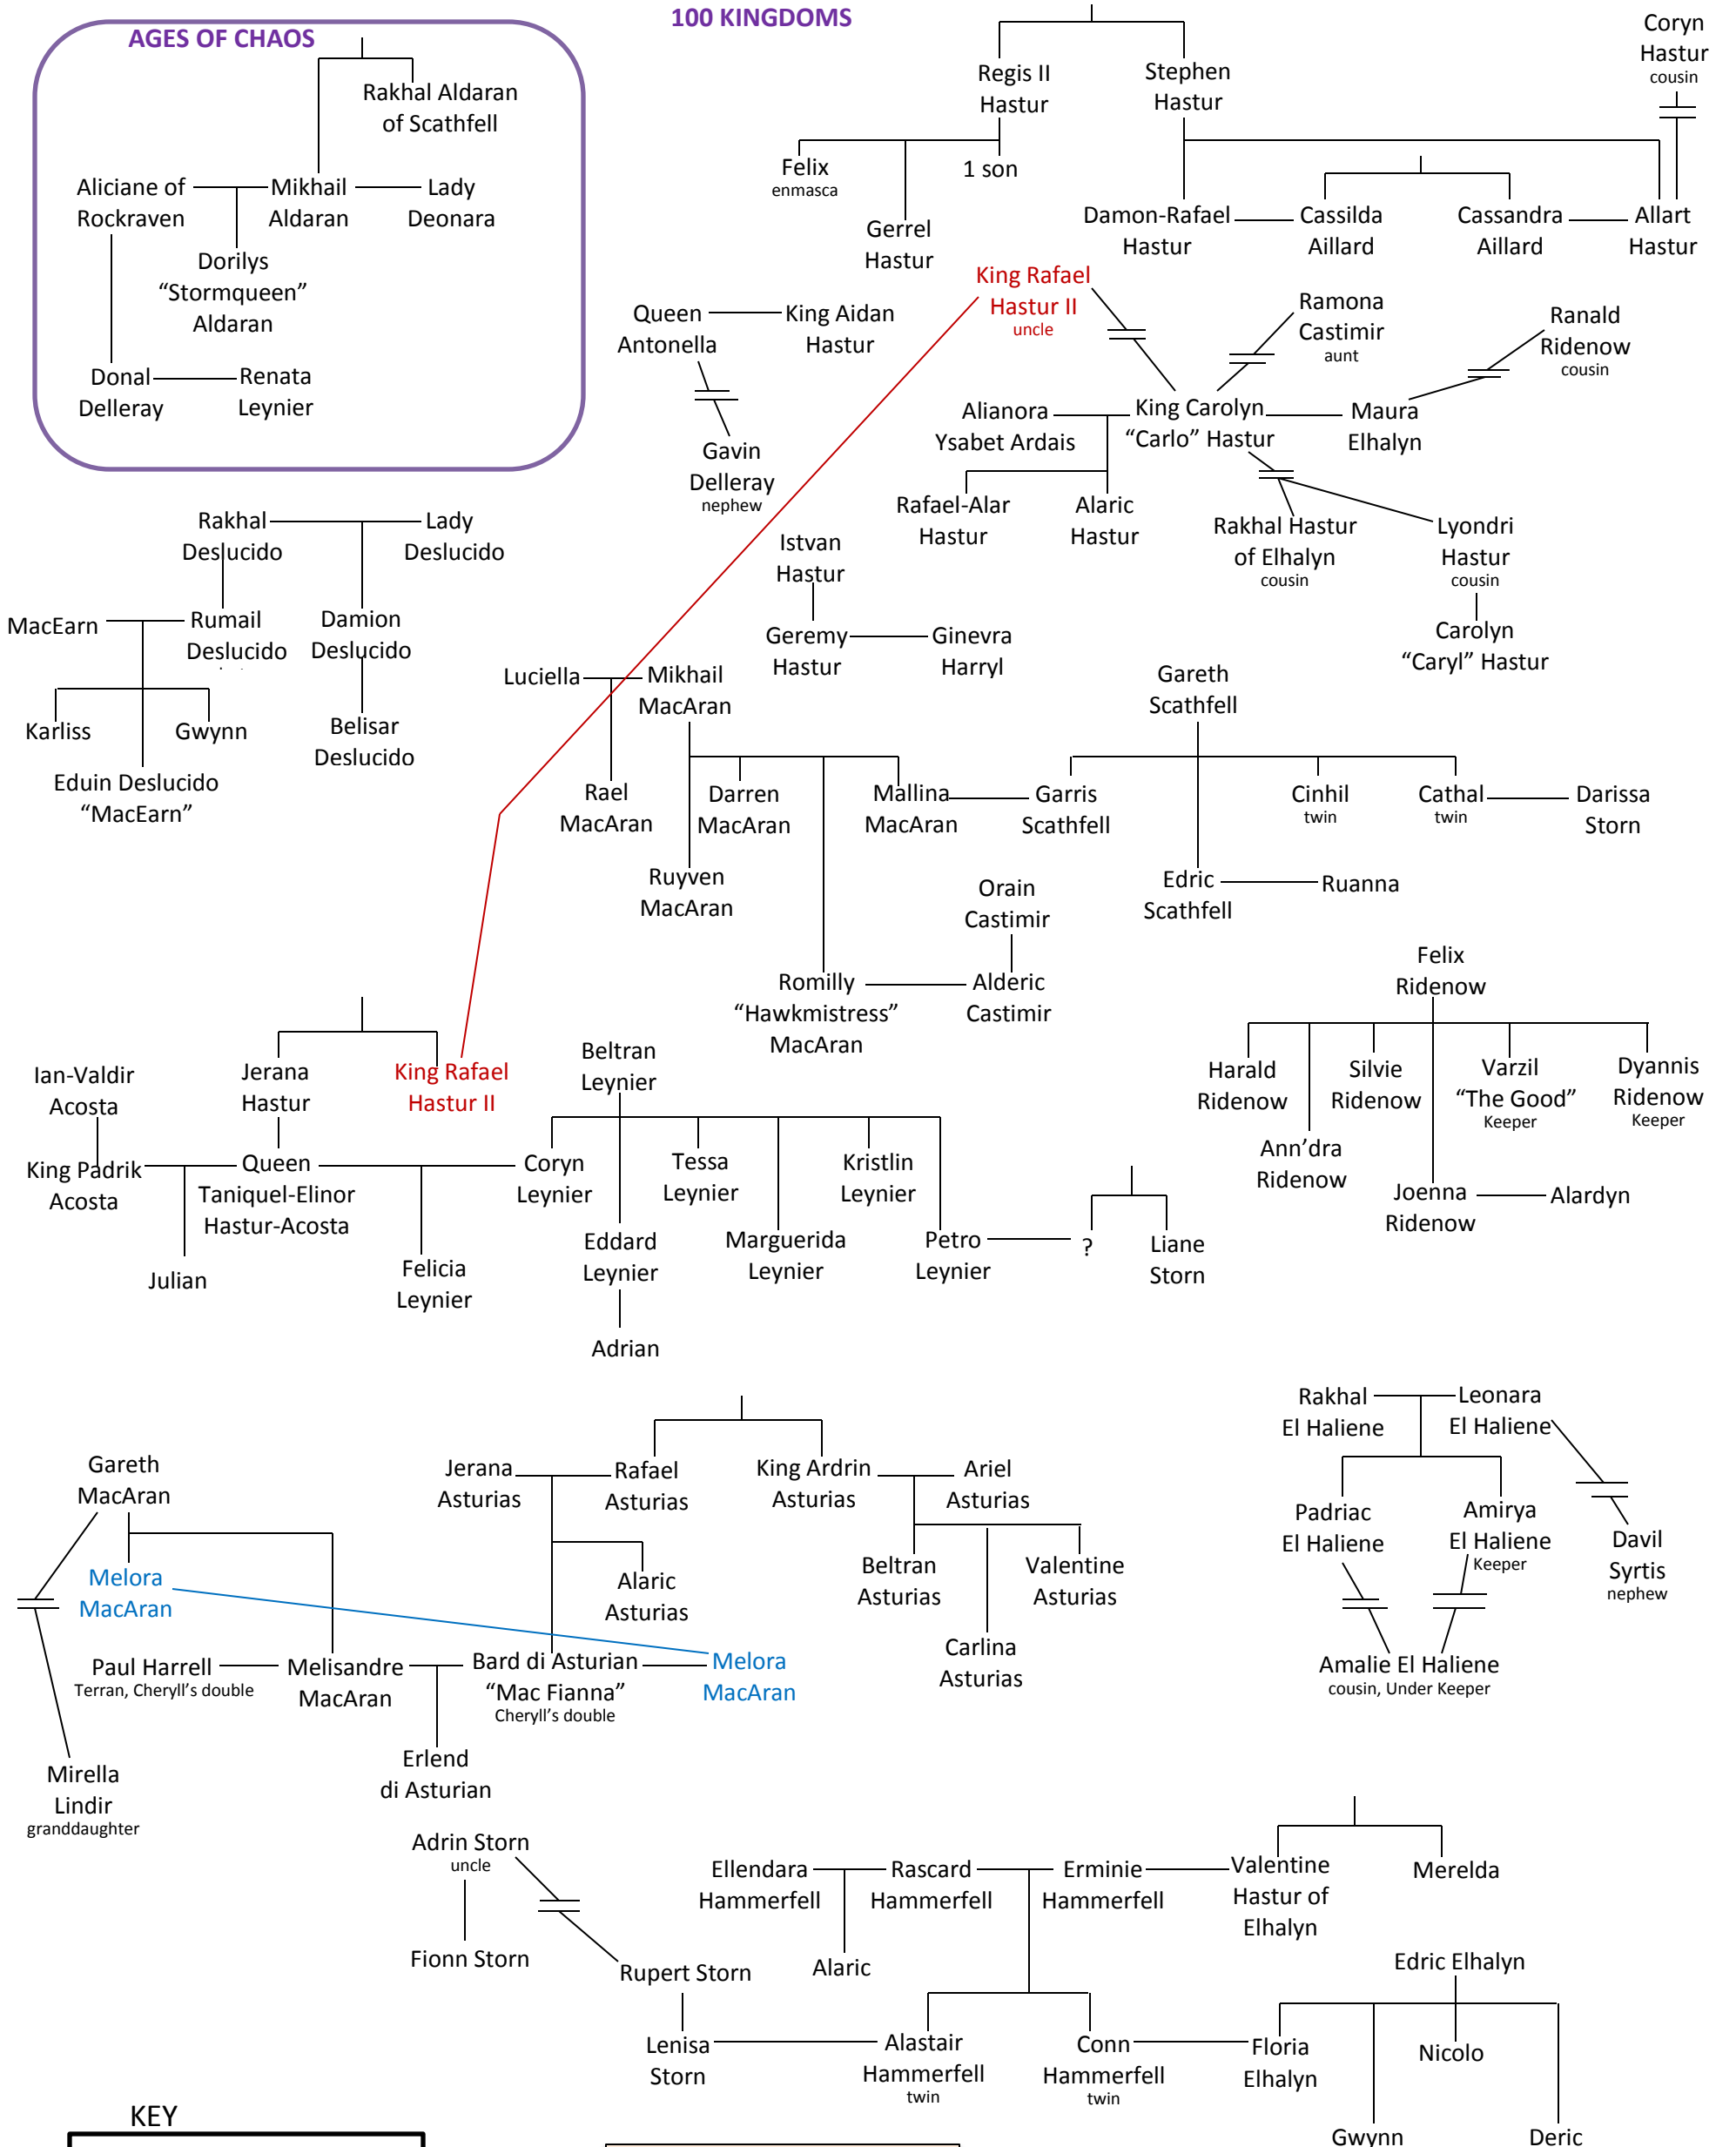 AGES OF CHAOS
Rakhal Aldaran
of Scathfell
Aliciane of
Rockraven
Mikhail
Aldaran
Lady
Deonara
Dorilys
“Stormqueen”
Aldaran
Donal
Delleray
Renata
Leynier
100 KINGDOMS
Regis II
Hastur
Stephen
Hastur
Coryn
Hastur
cousin
Felix
enmasca
1 son
Gerrel
Hastur
Damon-Rafael
Hastur
Cassilda
Aillard
Cassandra
Aillard
Allart
Hastur
King Rafael
Hastur II
uncle
Queen
Antonella
King Aidan
Hastur
Ramona
Castimir
aunt
Ranald
Ridenow
cousin
Gavin
Delleray
nephew
Alianora
Ysabet Ardais
King Carolyn
“Carlo” Hastur
Maura
Elhalyn
Rafael-Alar
Hastur
Alaric
Hastur
Rakhal Hastur
of Elhalyn
cousin
Lyondri
Hastur
cousin
Carolyn
“Caryl” Hastur
Rakhal
Deslucido
Lady
Deslucido
MacEarn
Rumail
Deslucido
Damion
Deslucido
Karliss
Gwynn
Eduin Deslucido
“MacEarn”
Belisar
Deslucido
Istvan
Hastur
Geremy
Hastur
Ginevra
Harryl
Luciella
Mikhail
MacAran
Rael
MacAran
Darren
MacAran
Mallina
MacAran
Ruyven
MacAran
Romilly
“Hawkmistress”
MacAran
Orain
Castimir
Alderic
Castimir
Gareth
Scathfell
Garris
Scathfell
Cinhil
twin
Cathal
twin
Darissa
Storn
Edric
Scathfell
Ruanna
Felix
Ridenow
Harald
Ridenow
Silvie
Ridenow
Varzil
“The Good”
Keeper
Dyannis
Ridenow
Keeper
Ann’dra
Ridenow
Joenna
Ridenow
Alardyn
Ian-Valdir
Acosta
Jerana
Hastur
King Rafael
Hastur II
King Padrik
Acosta
Queen
Taniquel-Elinor
Hastur-Acosta
Julian
Felicia
Leynier
Beltran
Leynier
Coryn
Leynier
Tessa
Leynier
Kristlin
Leynier
Eddard
Leynier
Marguerida
Leynier
Petro
Leynier
?
Liane
Storn
Adrian
Gareth
MacAran
Melora
MacAran
Jerana
Asturias
Rafael
Asturias
King Ardrin
Asturias
Ariel
Asturias
Alaric
Asturias
Beltran
Asturias
Valentine
Asturias
Carlina
Asturias
Paul Harrell
Terran, Cheryll’s double
Melisandre
MacAran
Bard di Asturian
“Mac Fianna”
Cheryll’s double
Melora
MacAran
Erlend
di Asturian
Mirella
Lindir
granddaughter
Rakhal
El Haliene
Leonara
El Haliene
Padriac
El Haliene
Amirya
El Haliene
Keeper
Davil
Syrtis
nephew
Amalie El Haliene
cousin, Under Keeper
Adrin Storn
uncle
Fionn Storn
Rupert Storn
Lenisa
Storn
Ellendara
Hammerfell
Rascard
Hammerfell
Erminie
Hammerfell
Valentine
Hastur of
Elhalyn
Merelda
Alaric
Alastair
Hammerfell
twin
Conn
Hammerfell
twin
Floria
Elhalyn
Edric Elhalyn
Nicolo
Gwynn
Deric
KEY